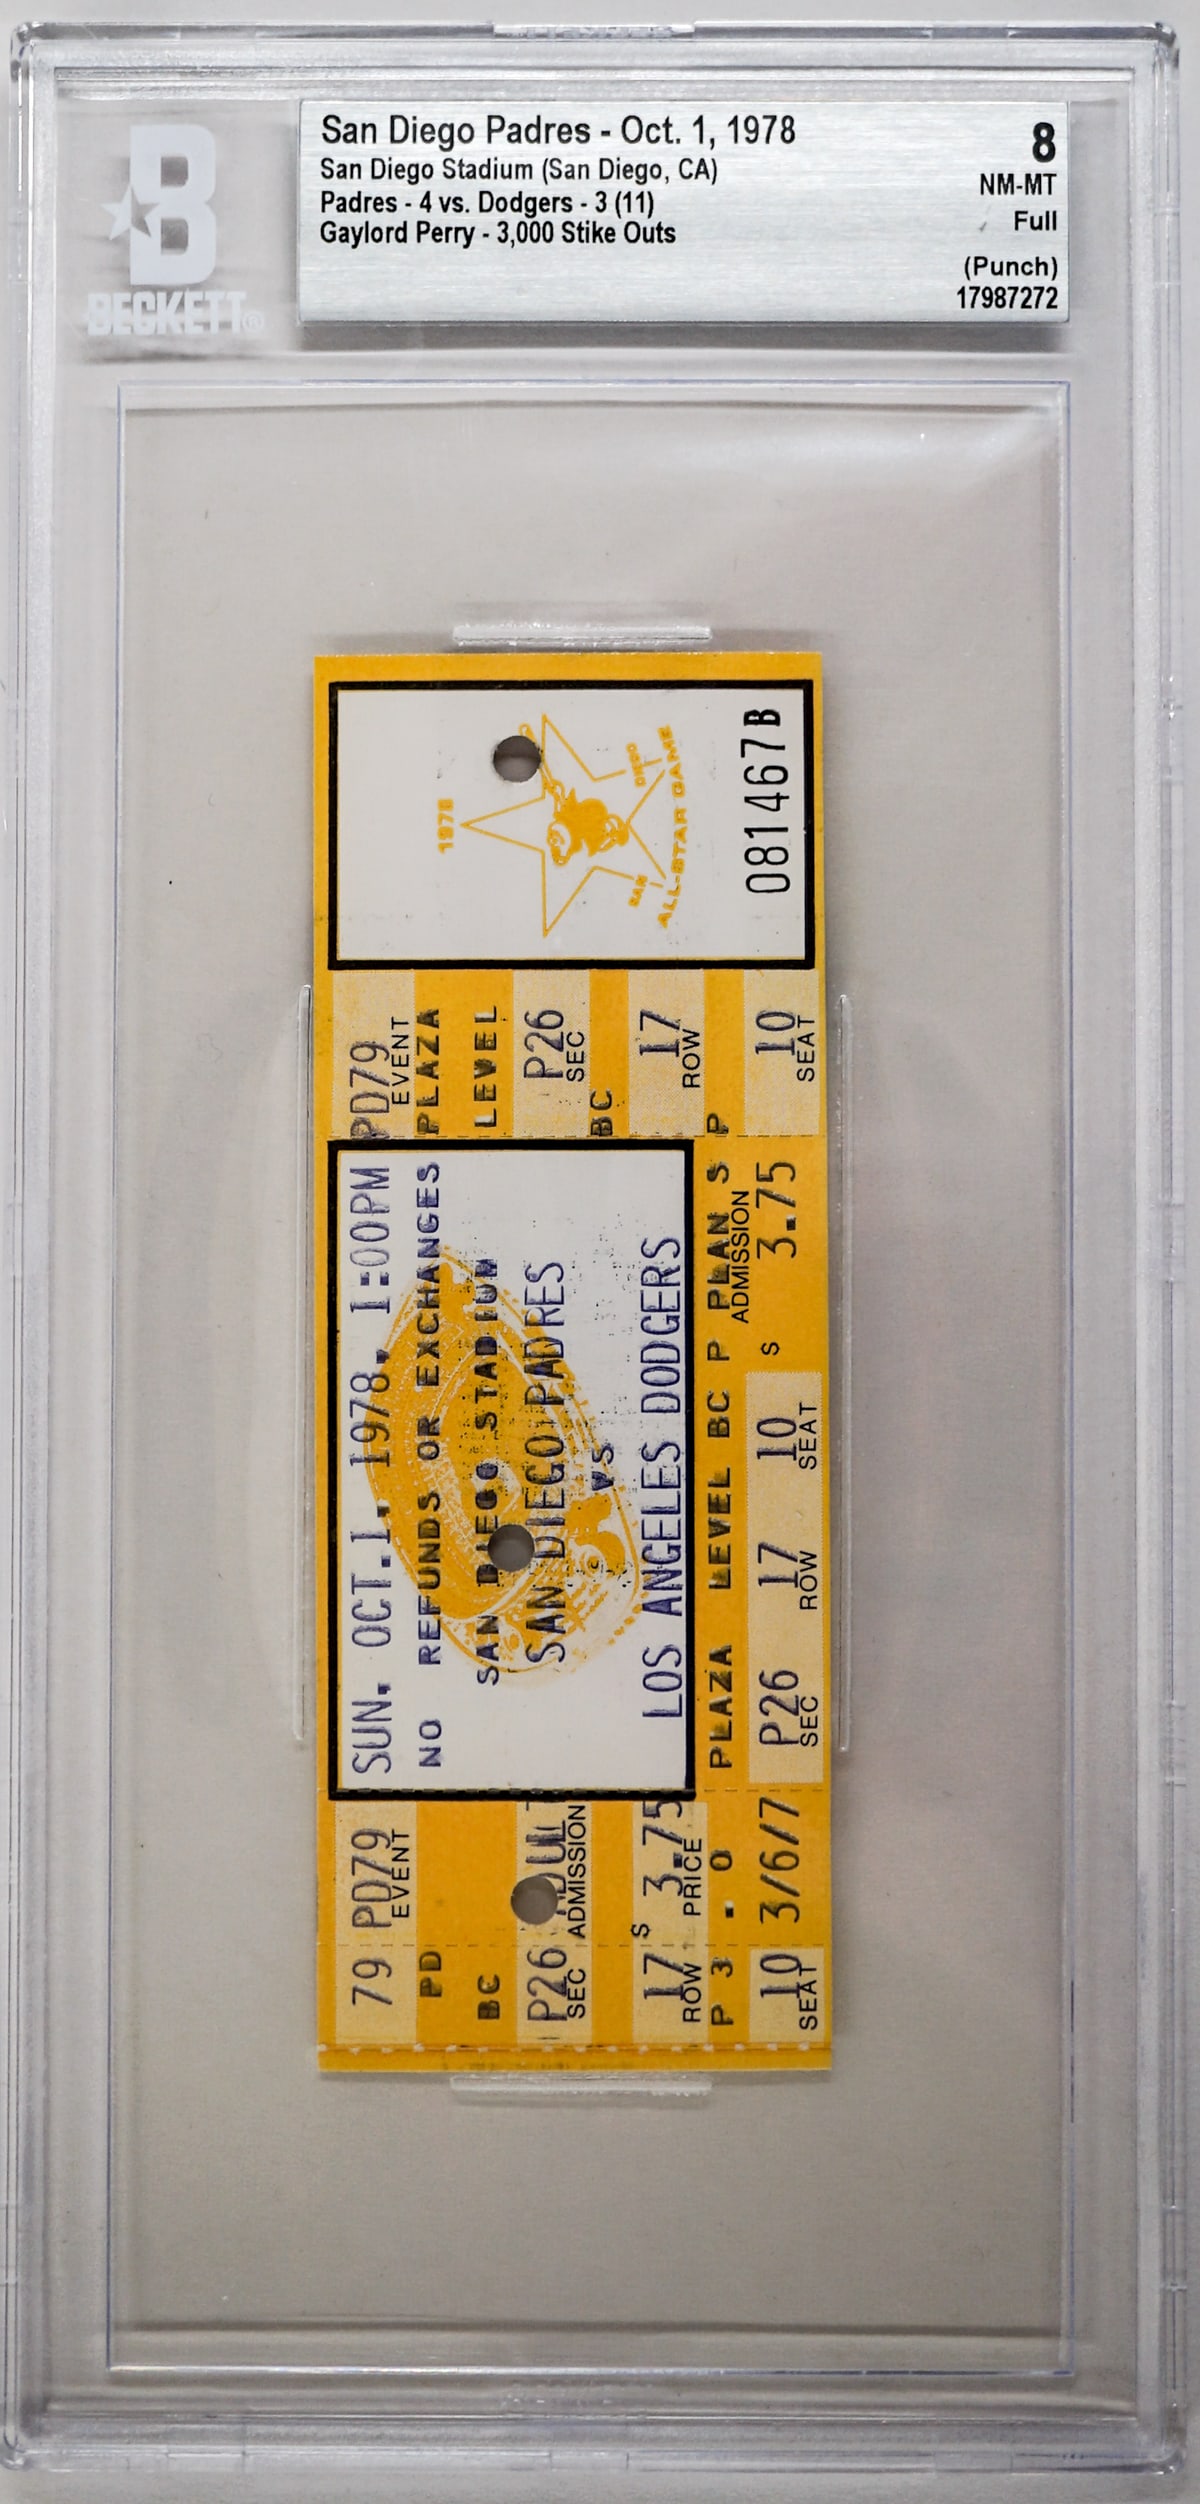 BECKETT®
San Diego Padres - Oct. 1, 1978
San Diego Stadium (San Diego, CA)
Padres - 4 vs. Dodgers - 3 (11)
Gaylord Perry - 3,000 Stike Outs
8
NM-MT
Full
(Punch)
17987272
1978
SAN DIEGO
ALL-STAR GAME
081467B
PD79
EVENT
PLAZA
LEVEL
P26
SEC
BC
17
ROW
P
10
SEAT
SUN. OCT.1, 1978, 1:00PM
NO REFUNDS OR EXCHANGES
SAN DIEGO STADIUM
SAN DIEGO PADRES
VS
LOS ANGELES DODGERS
PLAZA LEVEL BC P PLAN S
ADMISSION
P26 17 10 $ 3.75
SEC ROW SEAT
79 PD79
EVENT
PD
BC
P26
SEC ADMISSION
17 $ 3.75
ROW PRICE
P 3 . 0
10 3/6/7
SEAT